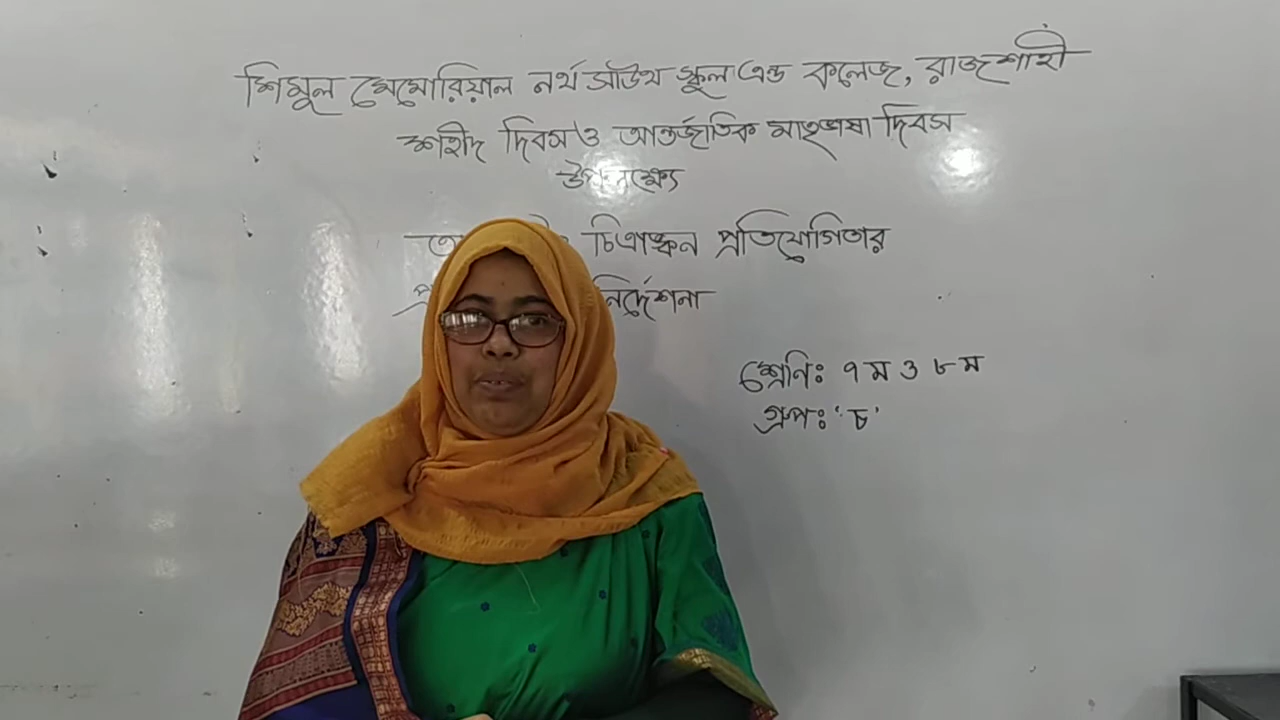 শিমুল মেমোরিয়াল নর্থ সাউথ স্কুল এন্ড কলেজ, রাজশাহী
শহীদ দিবস ও আন্তর্জাতিক মাতৃভাষা দিবস
উপলক্ষ্যে
চিত্রাঙ্কন প্রতিযোগিতার
নির্দেশনা
শ্রেনিঃ ৭ম ও ৮ম
গ্রুপঃ 'চ'